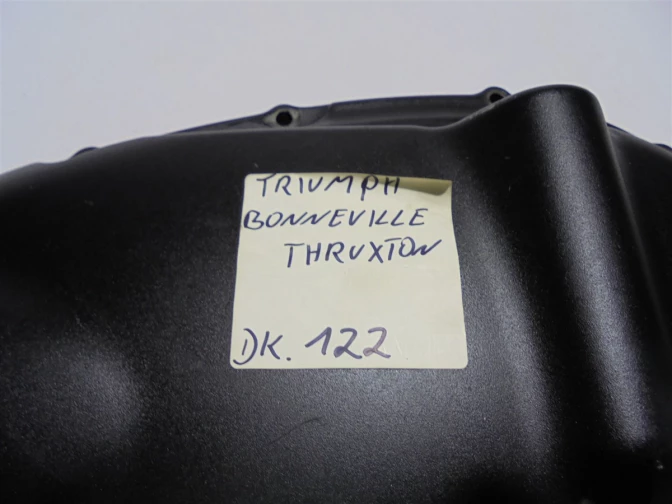 TRIUMPH
BONNEVILLE
THRUXTON
DK. 122